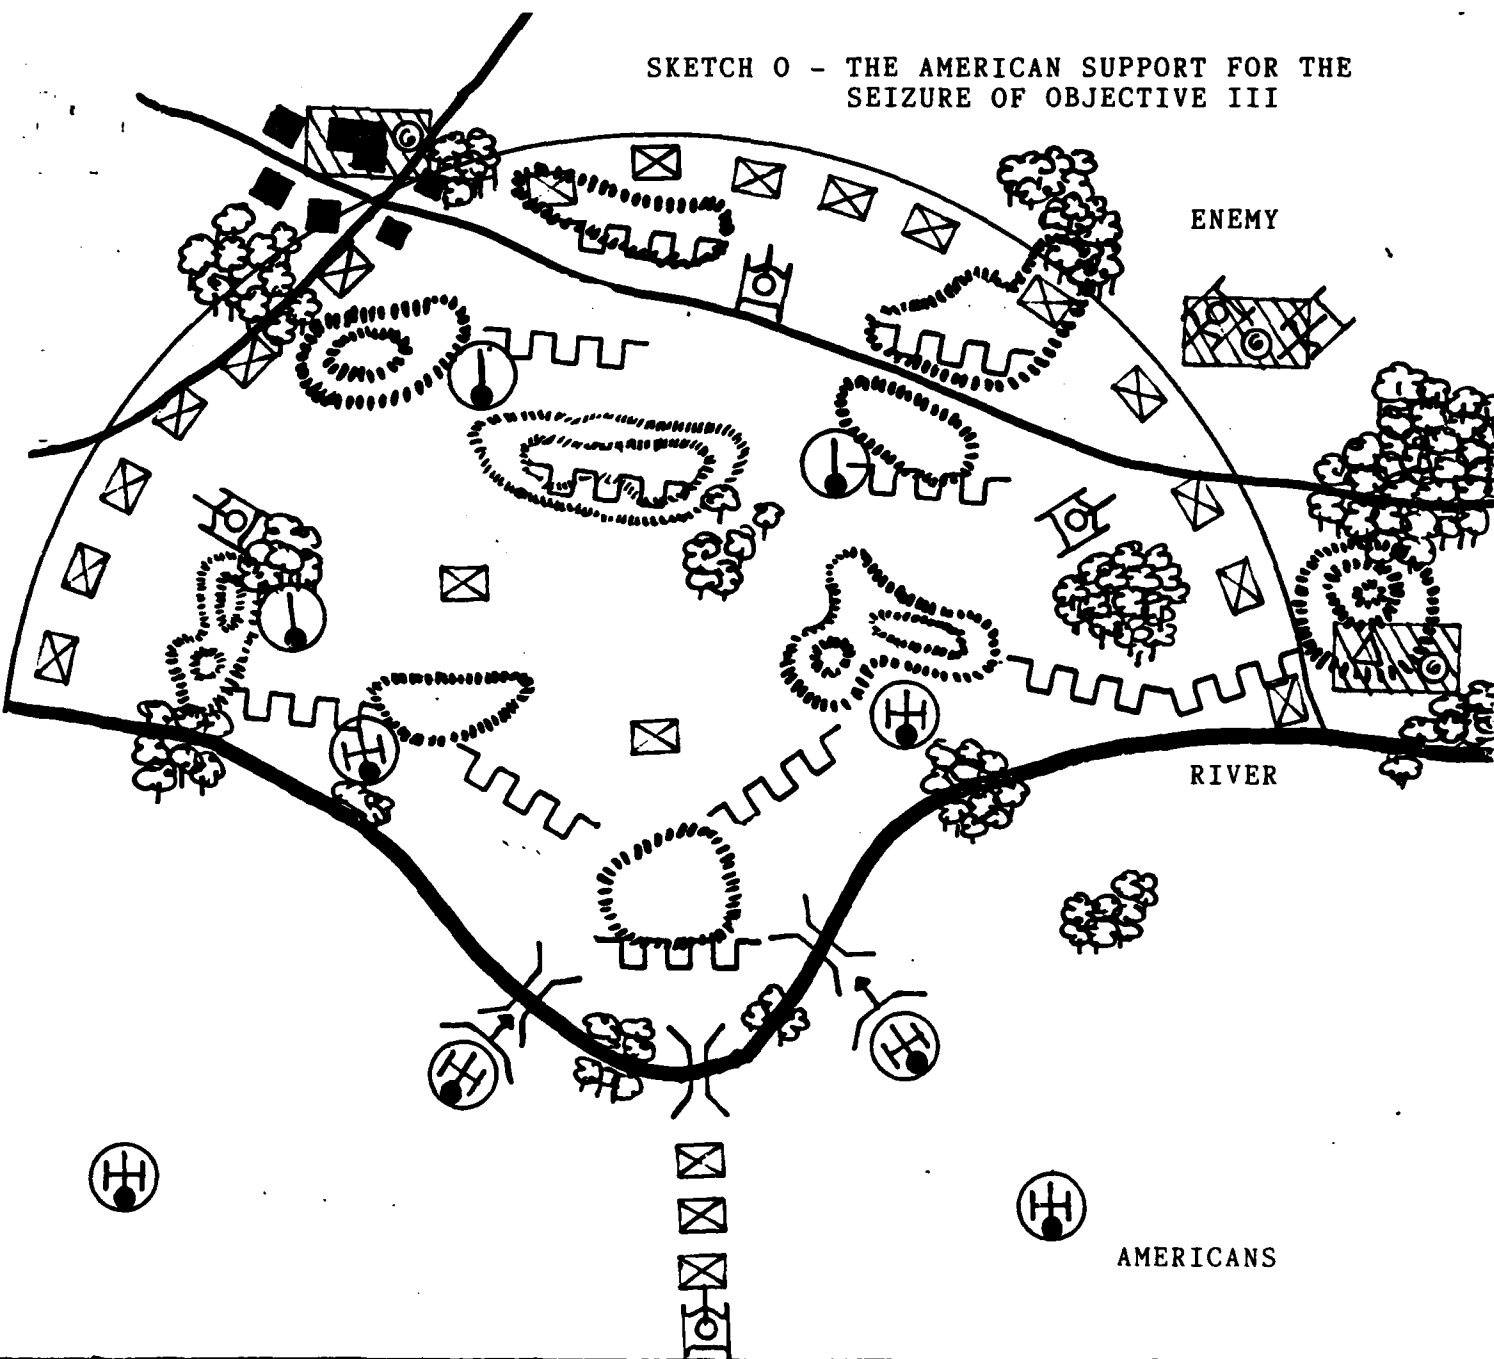 SKETCH O - THE AMERICAN SUPPORT FOR THE
SEIZURE OF OBJECTIVE III
ENEMY
RIVER
AMERICANS